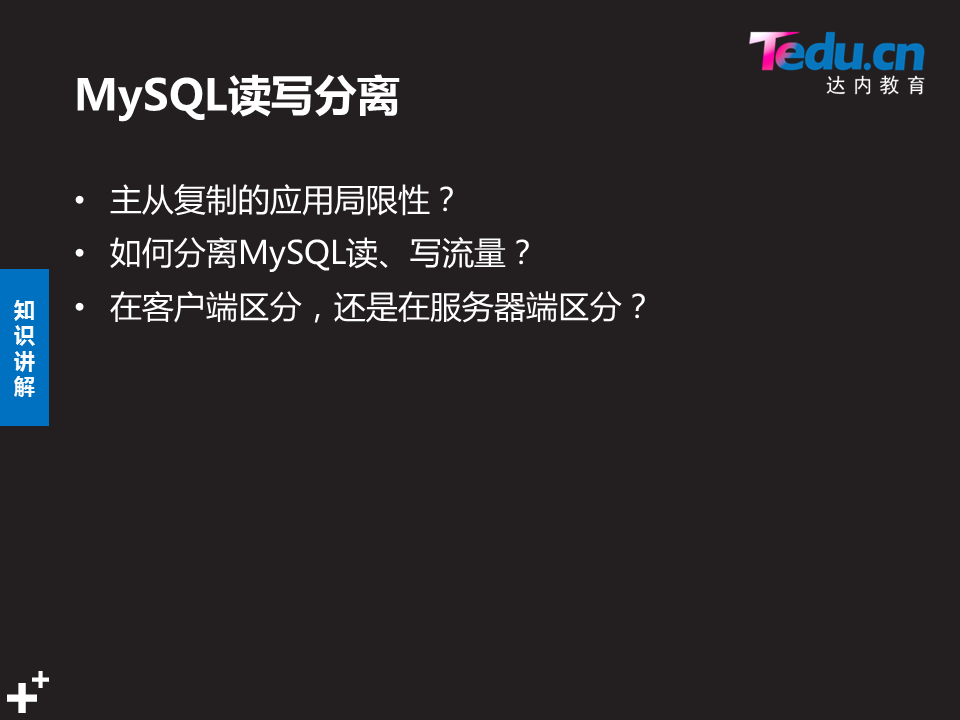 Tedu.cn
达内教育
MySQL读写分离
• 主从复制的应用局限性？
• 如何分离MySQL读、写流量？
• 在客户端区分，还是在服务器端区分？
知
识
讲
解